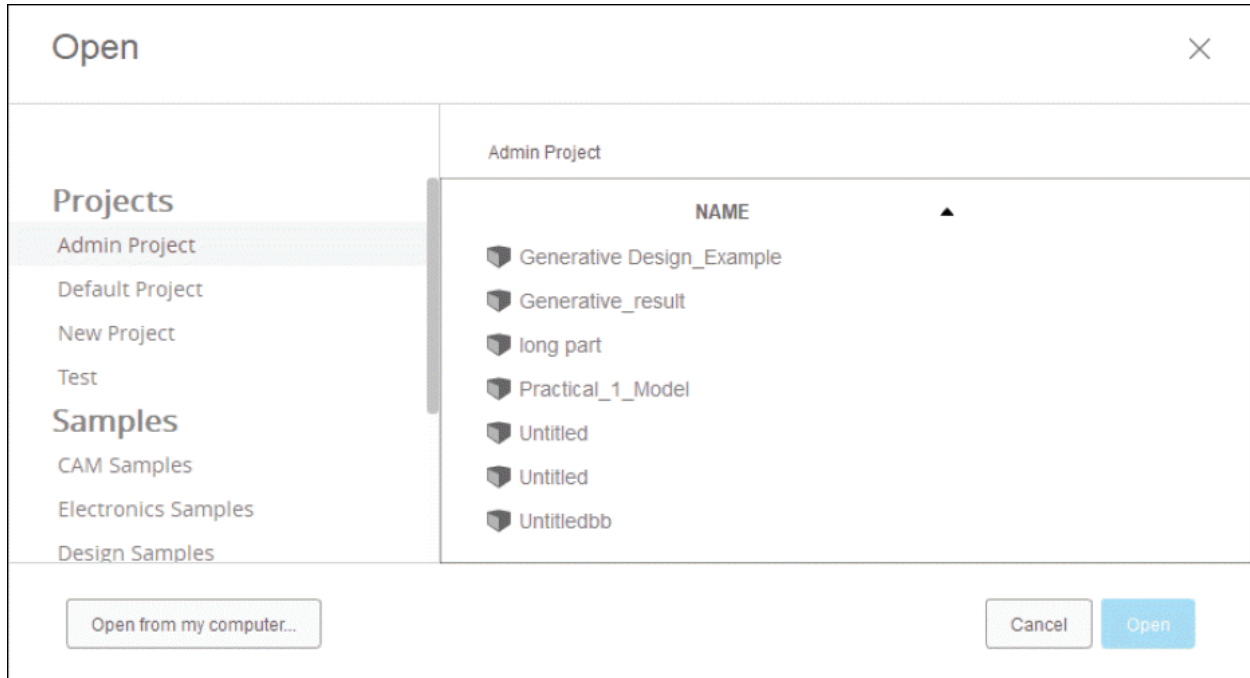 Open
Projects
Admin Project
Default Project
New Project
Test
Samples
CAM Samples
Electronics Samples
Design Samples
Admin Project
NAME
Generative Design_Example
Generative_result
long part
Practical_1_Model
Untitled
Untitled
Untitledbb
Open from my computer...
Cancel
Open